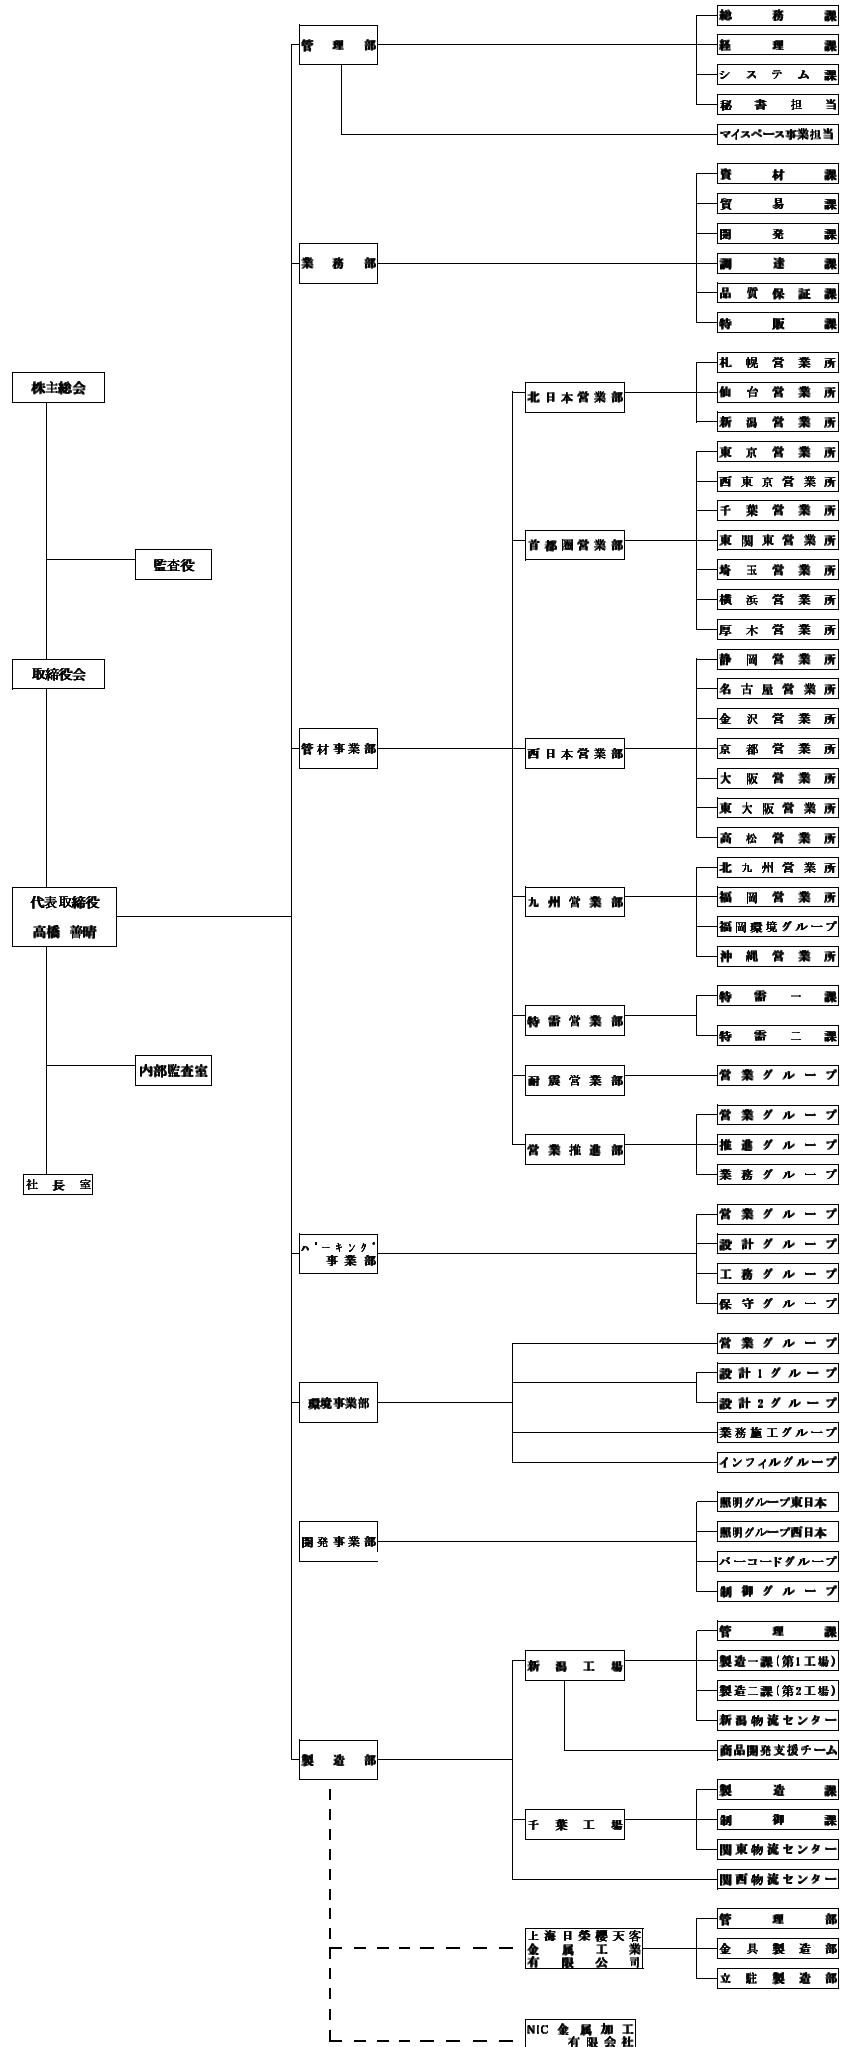 株主総会
監査役
取締役会
代表取締役
高橋 善晴
内部監査室
社長室
管理部
総務課
経理課
システム課
秘書担当
マイスペース事業担当
業務部
資材課
貿易課
開発課
調達課
品質保証課
特販課
管材事業部
北日本営業部
札幌営業所
仙台営業所
新潟営業所
首都圏営業部
東京営業所
西東京営業所
千葉営業所
東関東営業所
埼玉営業所
横浜営業所
厚木営業所
西日本営業部
静岡営業所
名古屋営業所
金沢営業所
京都営業所
大阪営業所
東大阪営業所
高松営業所
九州営業部
北九州営業所
福岡営業所
福岡環境グループ
沖縄営業所
特需営業部
特需一課
特需二課
耐震営業部
営業グループ
営業推進部
営業グループ
推進グループ
業務グループ
パーキング
事業部
営業グループ
設計グループ
工務グループ
保守グループ
環境事業部
営業グループ
設計1グループ
設計2グループ
業務施工グループ
インフィルグループ
開発事業部
照明グループ東日本
照明グループ西日本
バーコードグループ
制御グループ
製造部
新潟工場
管理課
製造一課(第1工場)
製造二課(第2工場)
新潟物流センター
商品開発支援チーム
千葉工場
製造課
制御課
関東物流センター
関西物流センター
上海日榮櫻天客
金属工業
有限公司
管理部
金具製造部
立駐製造部
NIC 金属加工
有限会社